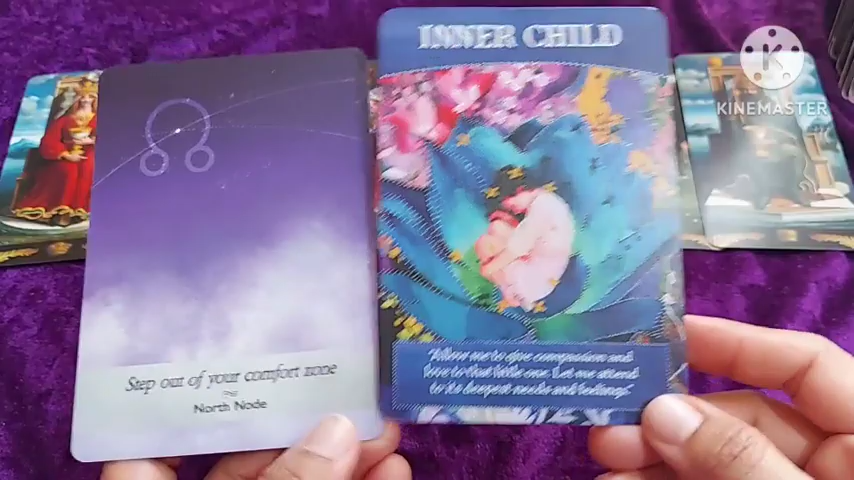 INNER CHILD
KINEMASTER
Step out of your comfort zone
North Node
"Allow me to give compassion and
love to that little one. Let me attend
to its deepest needs and feelings."